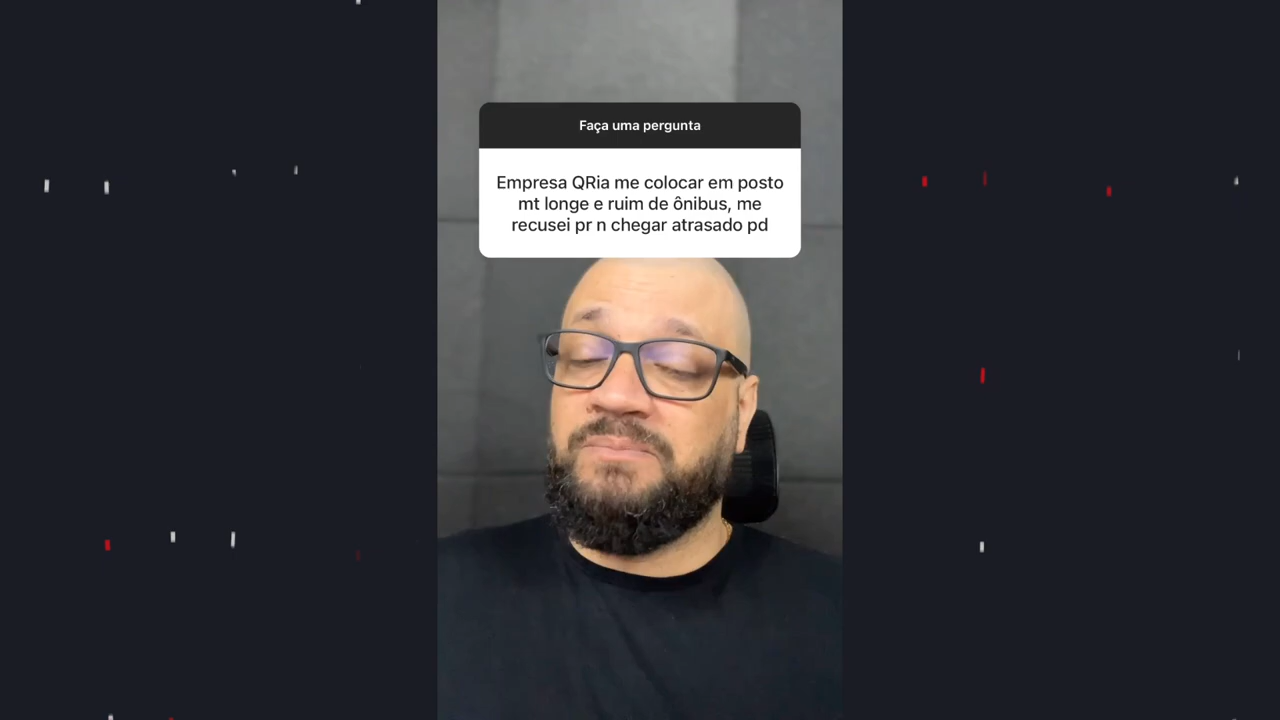 Faça uma pergunta
Empresa QRia me colocar em posto
mt longe e ruim de ônibus, me
recusei pr n chegar atrasado pd